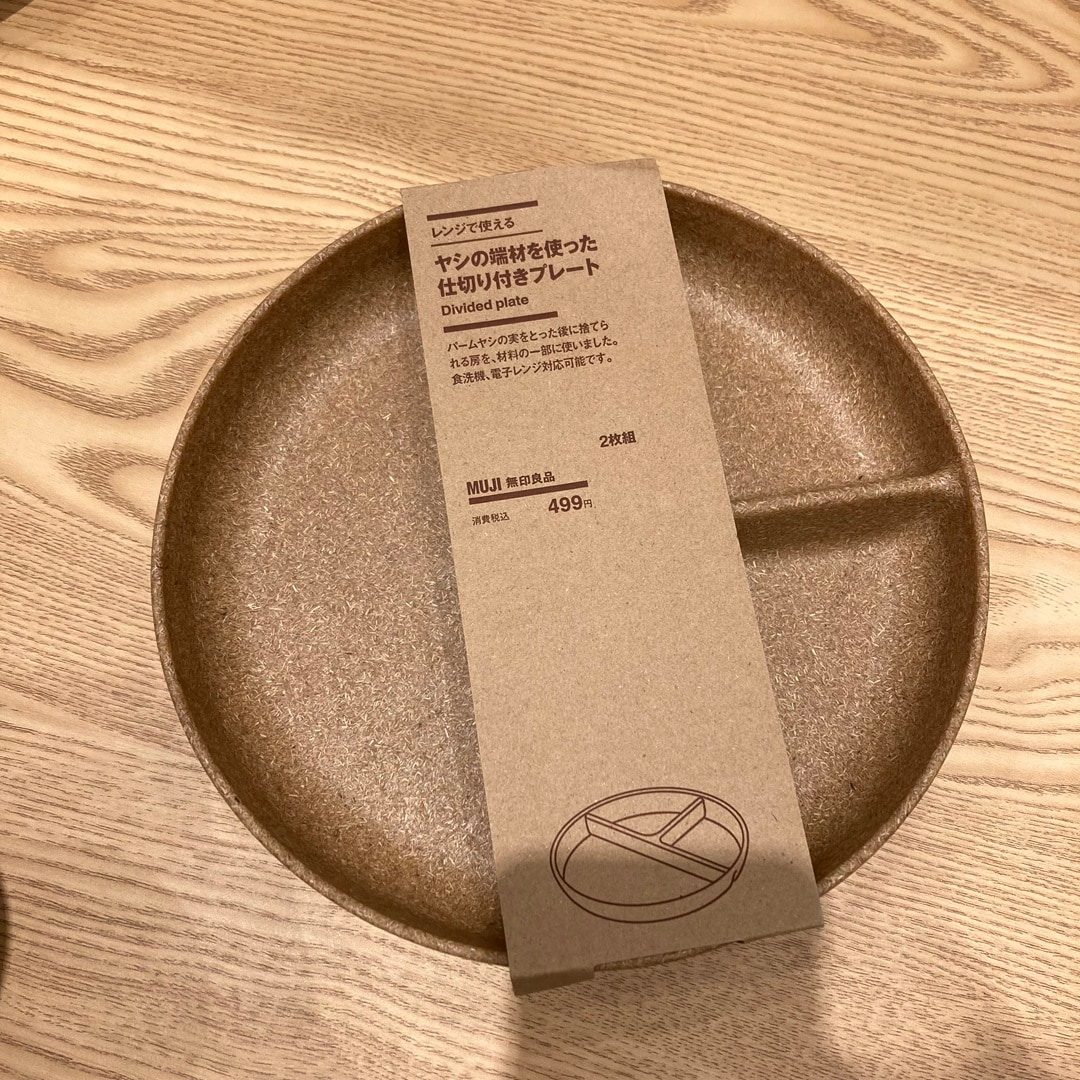 レンジで使える
ヤシの端材を使った
仕切り付きプレート
Divided plate
パームヤシの実をとった後に捨てら
れる房を、材料の一部に使いました。
食洗機、電子レンジ対応可能です。
2枚組
MUJI 無印良品
消費税込 499円